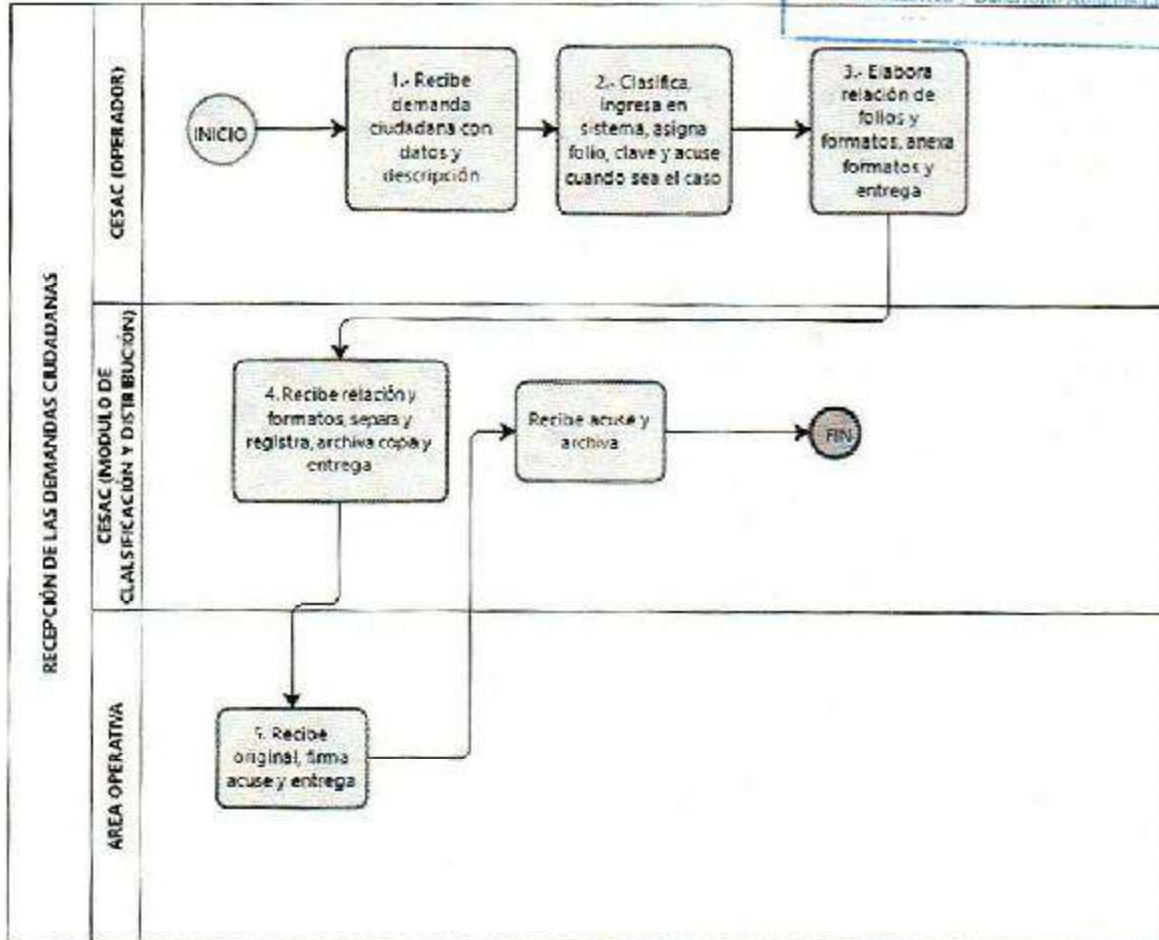 RECEPCIÓN DE LAS DEMANDAS CIUDADANAS
CESAC (OPERADOR)
INICIO
1.- Recibe
demanda
ciudadana con
datos y
descripción
2.- Clasifica,
ingresa en
sistema, asigna
folio, clave y acuse
cuando sea el caso
3.- Elabora
relación de
folios y
formatos, anexa
formatos y
entrega
CESAC (MODULO DE
CLALSIFICACIÓN Y DISTRIBUCIÓN)
4. Recibe relación y
formatos, separa y
registra, archiva copa y
entrega
Recibe acuse y
archiva
FIN
AREA OPERATIVA
5. Recibe
original, firma
acuse y entrega